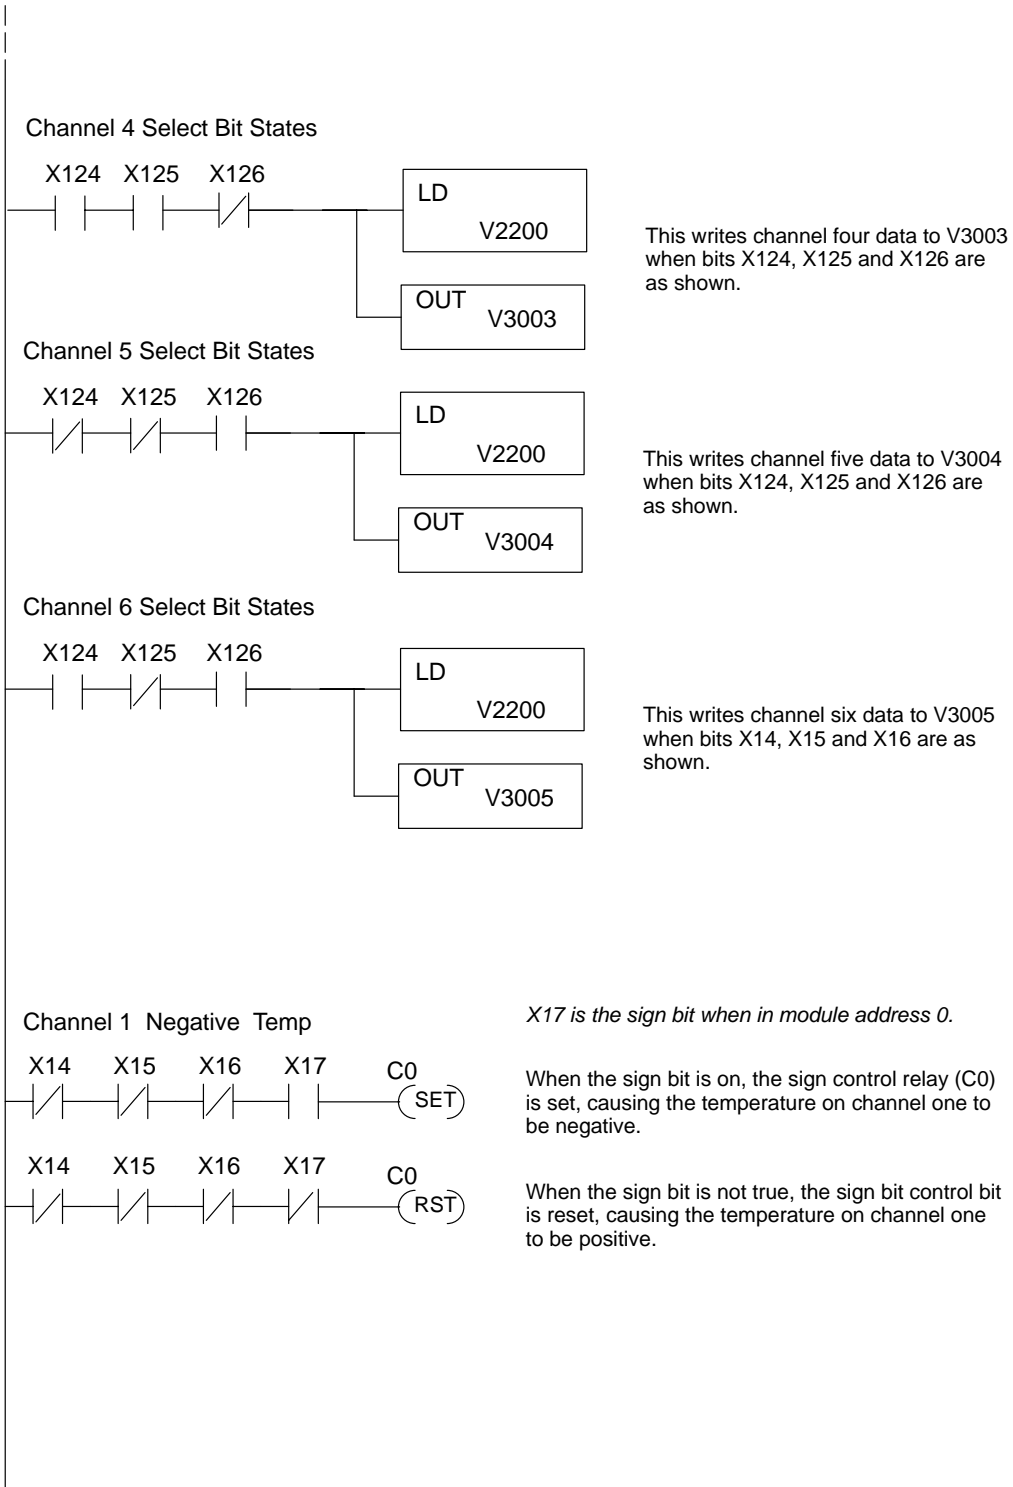 Channel 4 Select Bit States
X124 X125 X126
LD
V2200
OUT
V3003
This writes channel four data to V3003
when bits X124, X125 and X126 are
as shown.
Channel 5 Select Bit States
X124 X125 X126
LD
V2200
OUT
V3004
This writes channel five data to V3004
when bits X124, X125 and X126 are
as shown.
Channel 6 Select Bit States
X124 X125 X126
LD
V2200
OUT
V3005
This writes channel six data to V3005
when bits X14, X15 and X16 are as
shown.
Channel 1 Negative Temp
X17 is the sign bit when in module address 0.
X14 X15 X16 X17 C0
SET
When the sign bit is on, the sign control relay (C0)
is set, causing the temperature on channel one to
be negative.
X14 X15 X16 X17 C0
RST
When the sign bit is not true, the sign bit control bit
is reset, causing the temperature on channel one
to be positive.